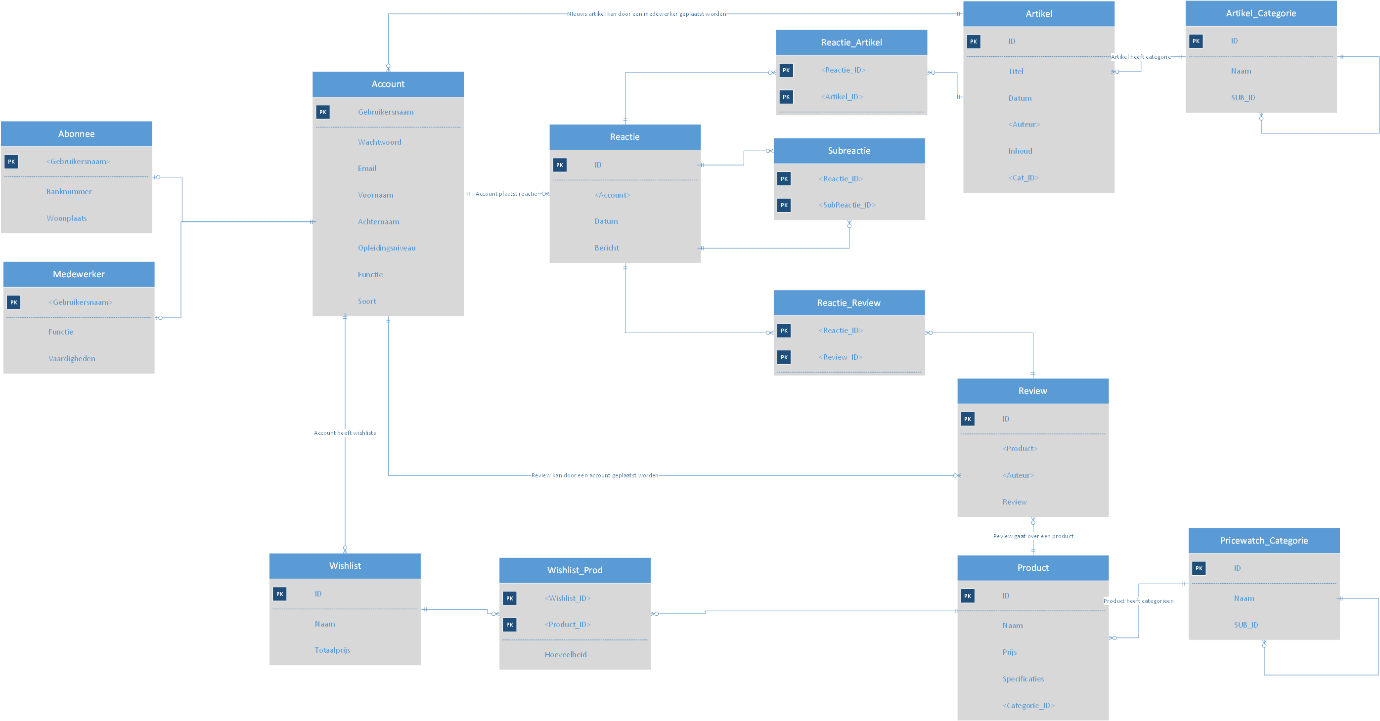 Nieuwe artikel kan door een medewerker geplaatst worden
Artikel
PK
ID
Titel
Datum
<Auteur>
Inhoud
<Cat_ID>
Artikel heeft categorie
Artikel_Categorie
PK
ID
Naam
SUB_ID
Reactie_Artikel
PK
<Reactie_ID>
PK
<Artikel_ID>
Account
PK
Gebruikersnaam
Wachtwoord
Email
Voornaam
Achternaam
Opleidingsniveau
Functie
Soort
Abonnee
PK
<Gebruikersnaam>
Banknummer
Woonplaats
Medewerker
PK
<Gebruikersnaam>
Functie
Vaardigheden
Account plaatst reactie
Reactie
PK
ID
<Account>
Datum
Bericht
Subreactie
PK
<Reactie_ID>
PK
<SubReactie_ID>
Reactie_Review
PK
<Reactie_ID>
PK
<Review_ID>
Review
PK
ID
<Product>
<Auteur>
Review
Account heeft wishlists
Review kan door een account geplaatst worden
Review gaat over een product
Wishlist
PK
ID
Naam
Totaalprijs
Wishlist_Prod
PK
<Wishlist_ID>
PK
<Product_ID>
Hoeveelheid
Product
PK
ID
Naam
Prijs
Specificaties
<Categorie_ID>
Product heeft categorieen
Pricewatch_Categorie
PK
ID
Naam
SUB_ID